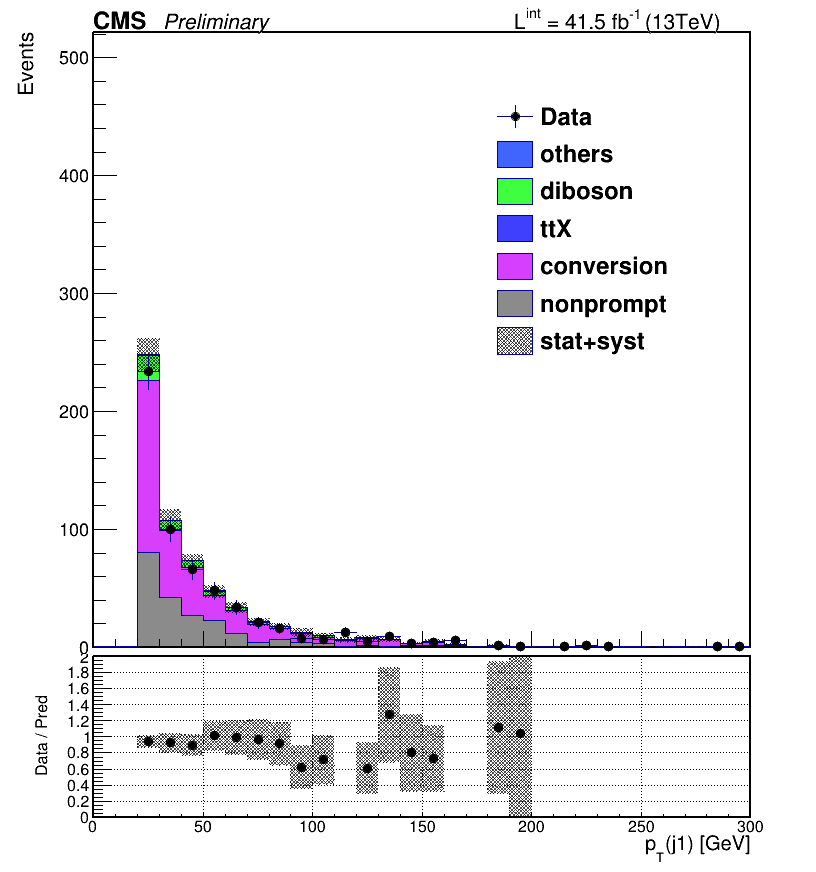 CMS Preliminary L^int = 41.5 fb^-1 (13TeV)
Events
500
400
300
200
100
0
Data
others
diboson
ttX
conversion
nonprompt
stat+syst
Data / Pred
2
1.8
1.6
1.4
1.2
1
0.8
0.6
0.4
0.2
0
0 50 100 150 200 250 300
p_T(j1) [GeV]